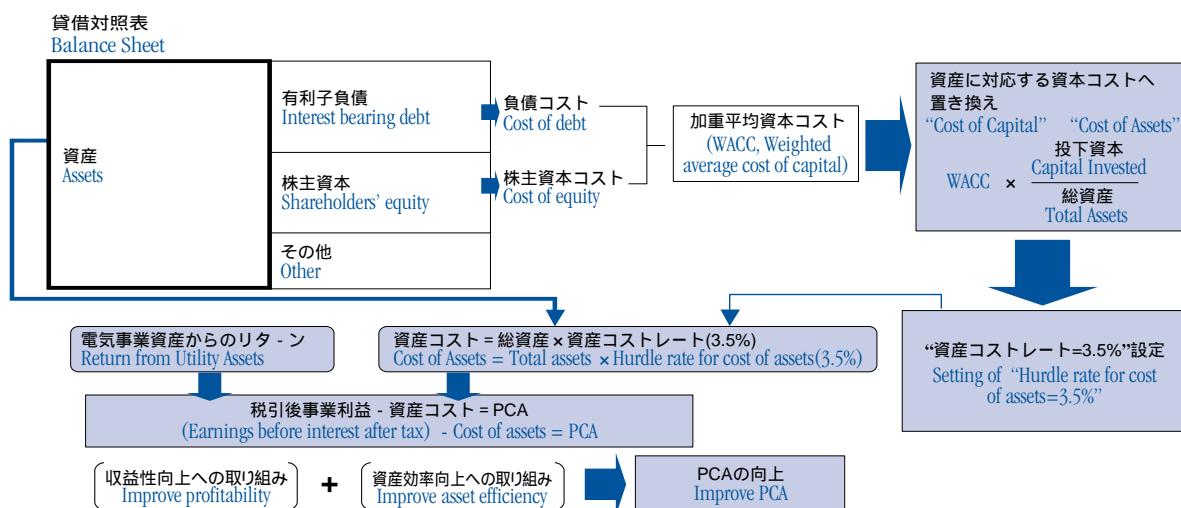 貸借対照表
Balance Sheet
資産
Assets
有利子負債
Interest bearing debt
株主資本
Shareholders' equity
その他
Other
負債コスト
Cost of debt
株主資本コスト
Cost of equity
加重平均資本コスト
(WACC, Weighted
average cost of capital)
資産に対応する資本コストへ
置き換え
“Cost of Capital” “Cost of Assets”
投下資本
Capital Invested
WACC ×
総資産
Total Assets
“資産コストレート=3.5%”設定
Setting of “Hurdle rate for cost
of assets=3.5%”
電気事業資産からのリタ - ン
Return from Utility Assets
資産コスト = 総資産 × 資産コストレート(3.5%)
Cost of Assets = Total assets × Hurdle rate for cost of assets(3.5%)
税引後事業利益 - 資産コスト = PCA
(Earnings before interest after tax) - Cost of assets = PCA
収益性向上への取り組み
Improve profitability
+
資産効率向上への取り組み
Improve asset efficiency
PCAの向上
Improve PCA